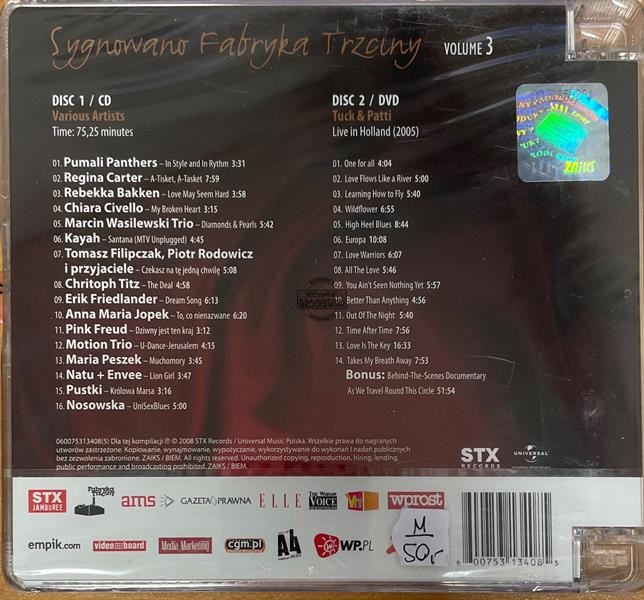 Sygnowano Fabryka Trzciny VOLUME 3
DISC 1 / CD
Various Artists
Time: 75,25 minutes
01. Pumali Panthers – In Style and In Rythm 3:31
02. Regina Carter – A-Tisket, A-Tasket 7:59
03. Rebekka Bakken – Love May Seem Hard 3:58
04. Chiara Civello – My Broken Heart 3:15
05. Marcin Wasilewski Trio – Diamonds & Pearls 5:42
06. Kayah – Santana (MTV Unplugged) 4:45
07. Tomasz Filipczak, Piotr Rodowicz
i przyjaciele – Czekasz na tę jedną chwilę 5:08
08. Chritoph Titz – The Deal 4:58
09. Erik Friedlander – Dream Song 6:13
10. Anna Maria Jopek – To, co nienazwane 6:20
11. Pink Freud – Dziwny jest ten kraj 3:12
12. Motion Trio – U-Dance-Jerusalem 4:15
13. Maria Peszek – Muchomory 3:45
14. Natu + Envee – Lion Girl 3:47
15. Pustki – Królowa Marsa 3:16
16. Nosowska – UniSexBlues 5:00
DISC 2 / DVD
Tuck & Patti
Live in Holland (2005)
01. One for all 4:04
02. Love Flows Like a River 5:00
03. Learning How to Fly 5:40
04. Wildflower 6:55
05. High Heel Blues 8:44
06. Europa 10:08
07. Love Warriors 6:07
08. All The Love 5:46
09. You Ain't Seen Nothing Yet 5:57
10. Better Than Anything 4:56
11. Out Of The Night 5:40
12. Time After Time 7:56
13. Love Is The Key 16:33
14. Takes My Breath Away 7:53
Bonus: Behind-The-Scenes Documentary
As We Travel Round This Circle 51:54
ZAiKS
060075313408(5) Dla tej kompilacji ℗ © 2008 STX Records / Universal Music Polska. Wszelkie prawa do nagranych
utworów zastrzeżone. Kopiowanie, wynajmowanie, wypożyczanie, wykorzystywanie do wykonań i nadań publicznych
bez zezwolenia zabronione. ZAIKS / BIEM. All rights reserved. Unauthorized copying, reproduction, hiring, lending,
public performance and broadcasting prohibited. ZAIKS / BIEM.
STX
RECORDS
UNIVERSAL
STX
JAMBOREE
Fabryka
Trzciny
ams
GAZETA PRAWNA
ELLE
THE WARSAW
VOICE
VH1
wprost
empik.com
video board
Media & Marketing
cgm.pl
A4
WP.PL
M
50,-
6 00753 13408 5